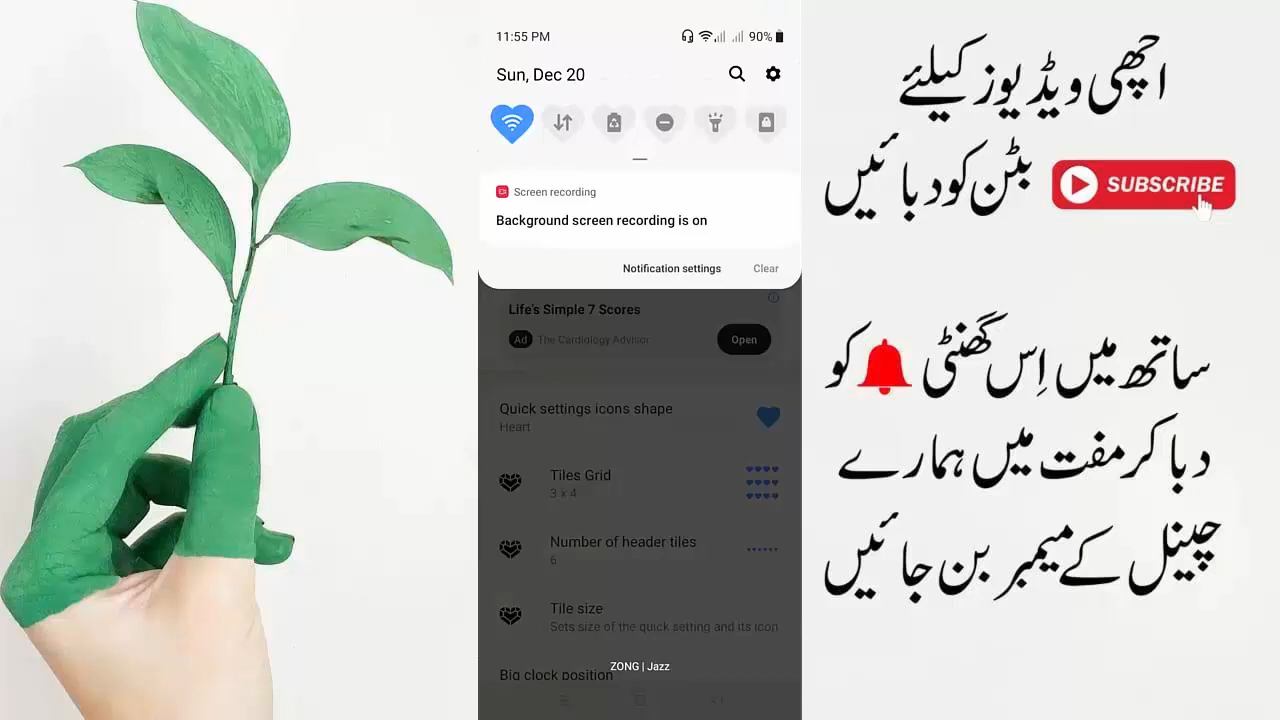 11:55 PM
90%
Sun, Dec 20
Screen recording
Background screen recording is on
Notification settings
Clear
Life's Simple 7 Scores
Ad The Cardiology Advisor
Open
Quick settings icons shape
Heart
Tiles Grid
3 x 4
Number of header tiles
6
Tile size
Sets size of the quick setting and its icon
Big clock position
ZONG | Jazz
اچھی ویڈیوز کیلئے
بٹن کو دبائیں
SUBSCRIBE
ساتھ میں اِس گھنٹی کو
دبا کر مفت میں ہمارے
چینل کے میمبر بن جائیں